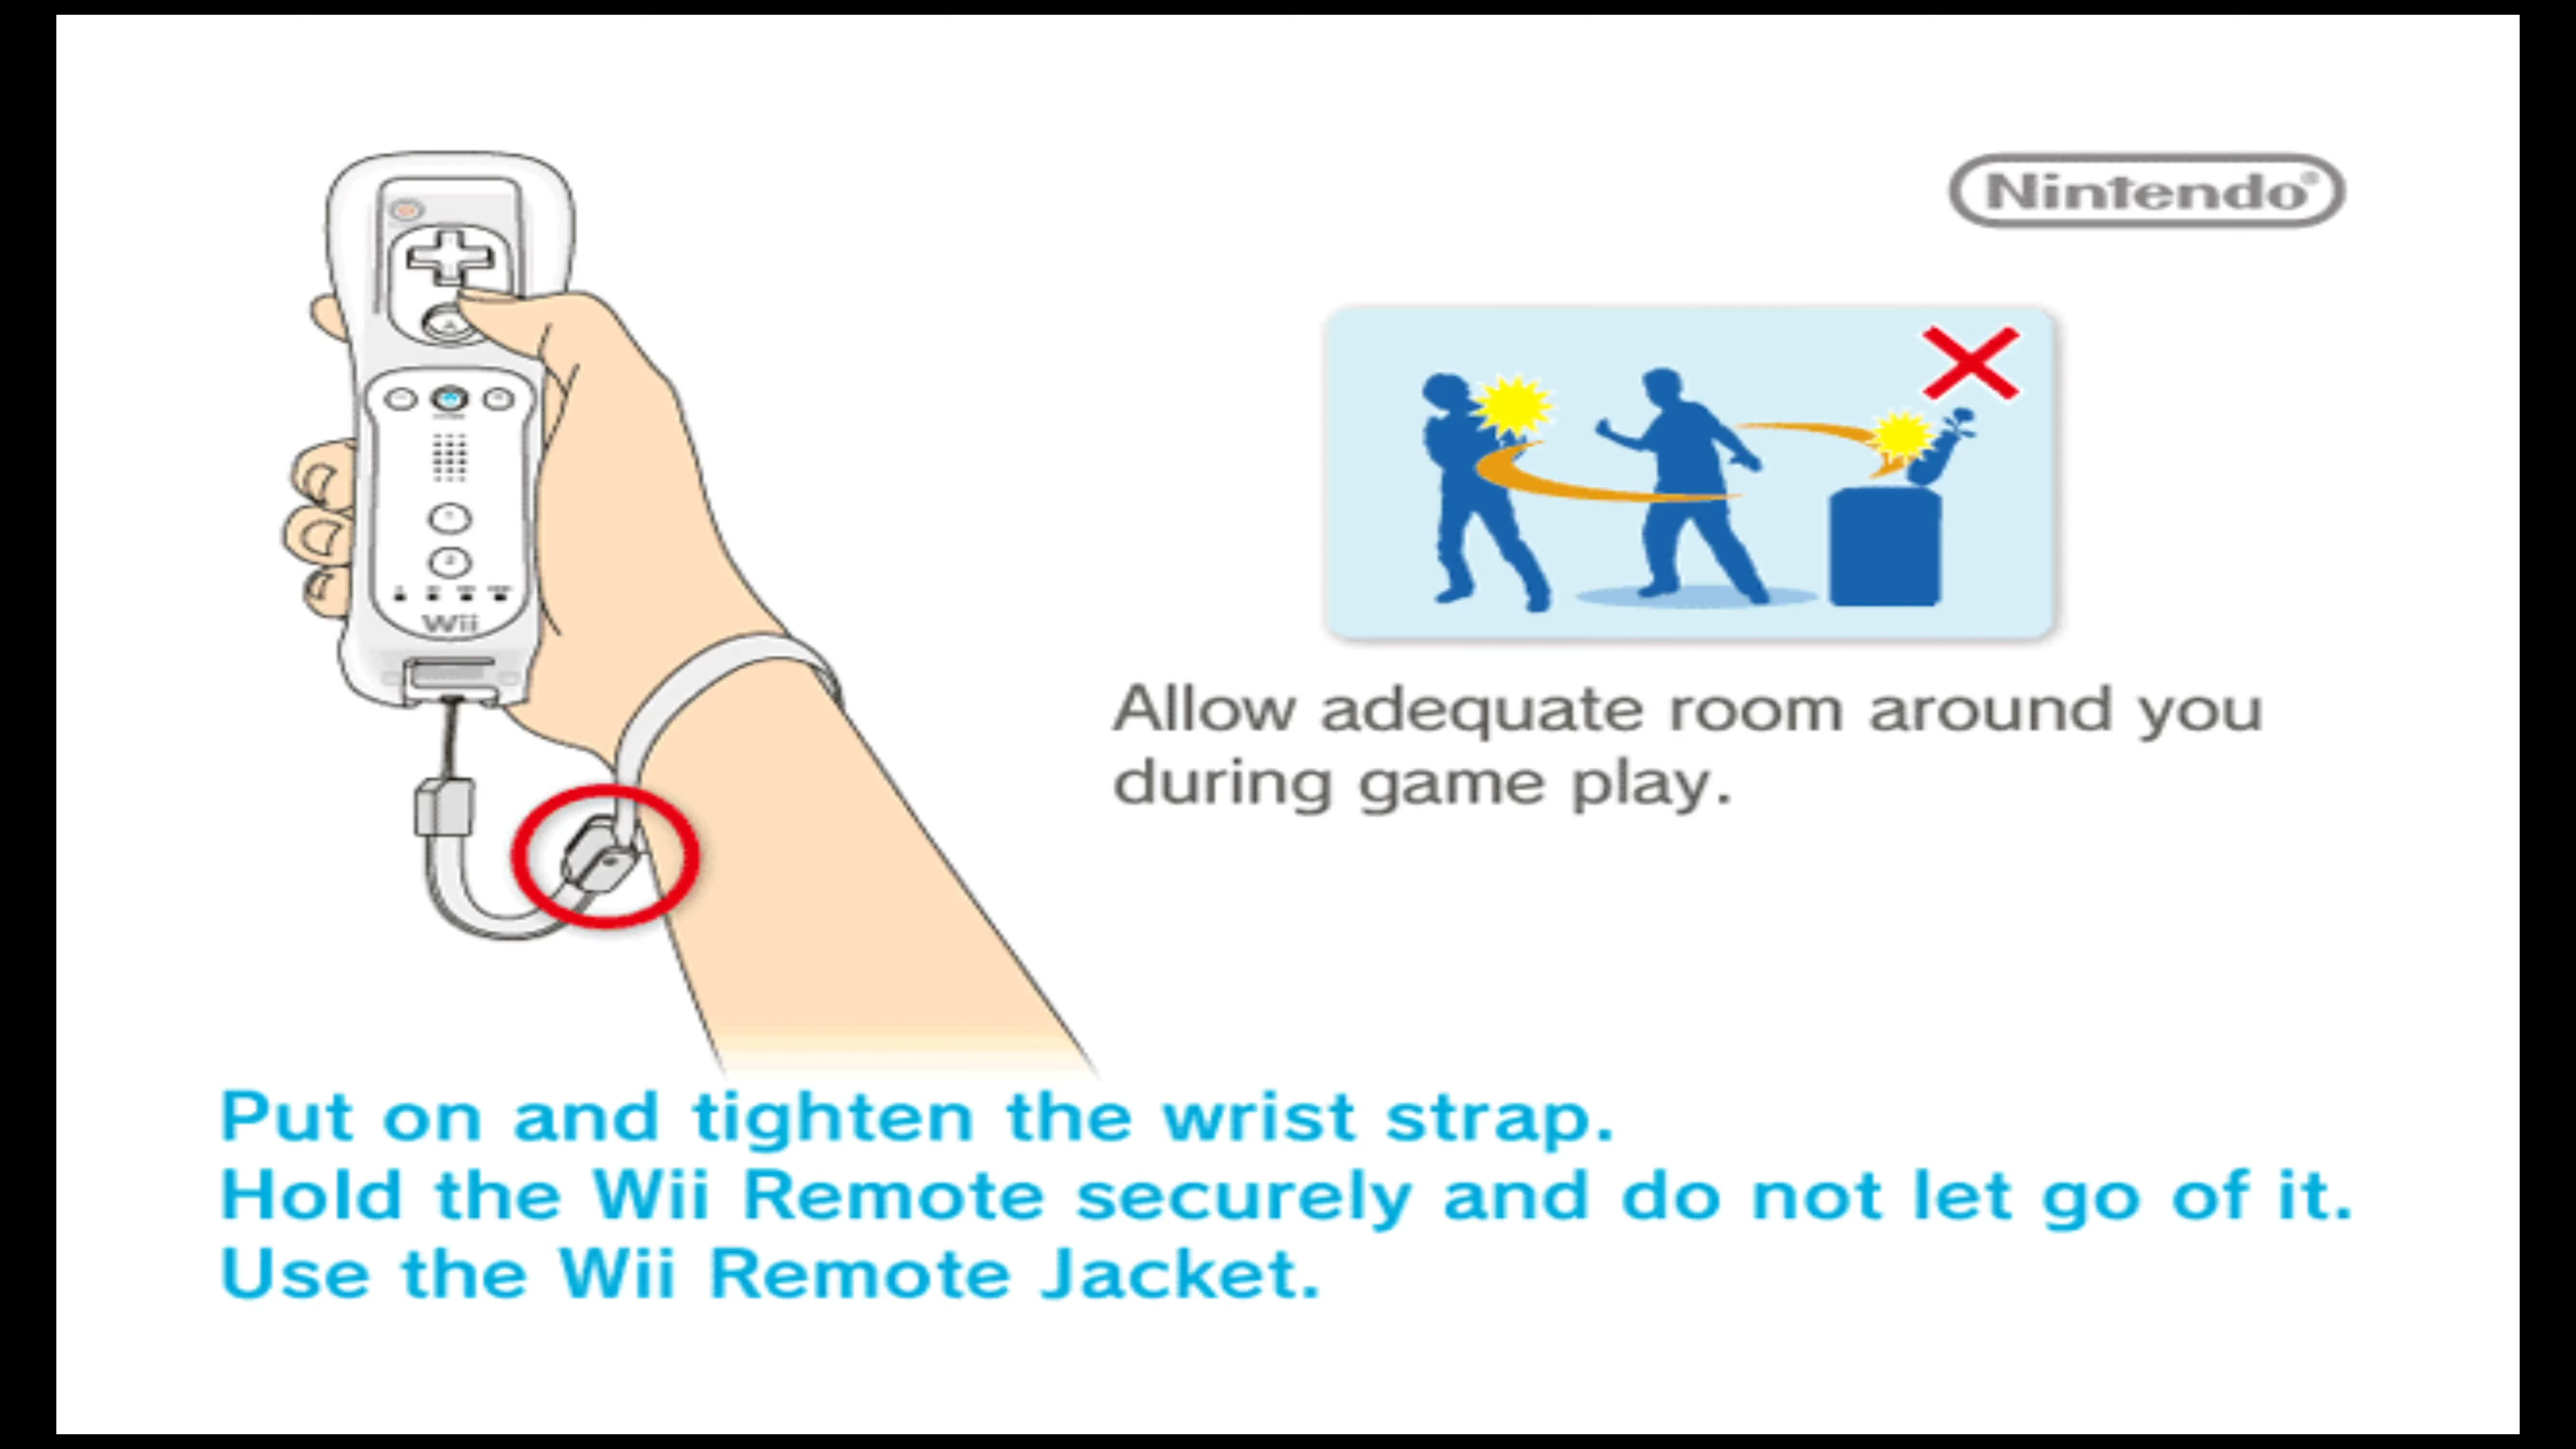 Nintendo®
Allow adequate room around you
during game play.
Wii
Put on and tighten the wrist strap.
Hold the Wii Remote securely and do not let go of it.
Use the Wii Remote Jacket.